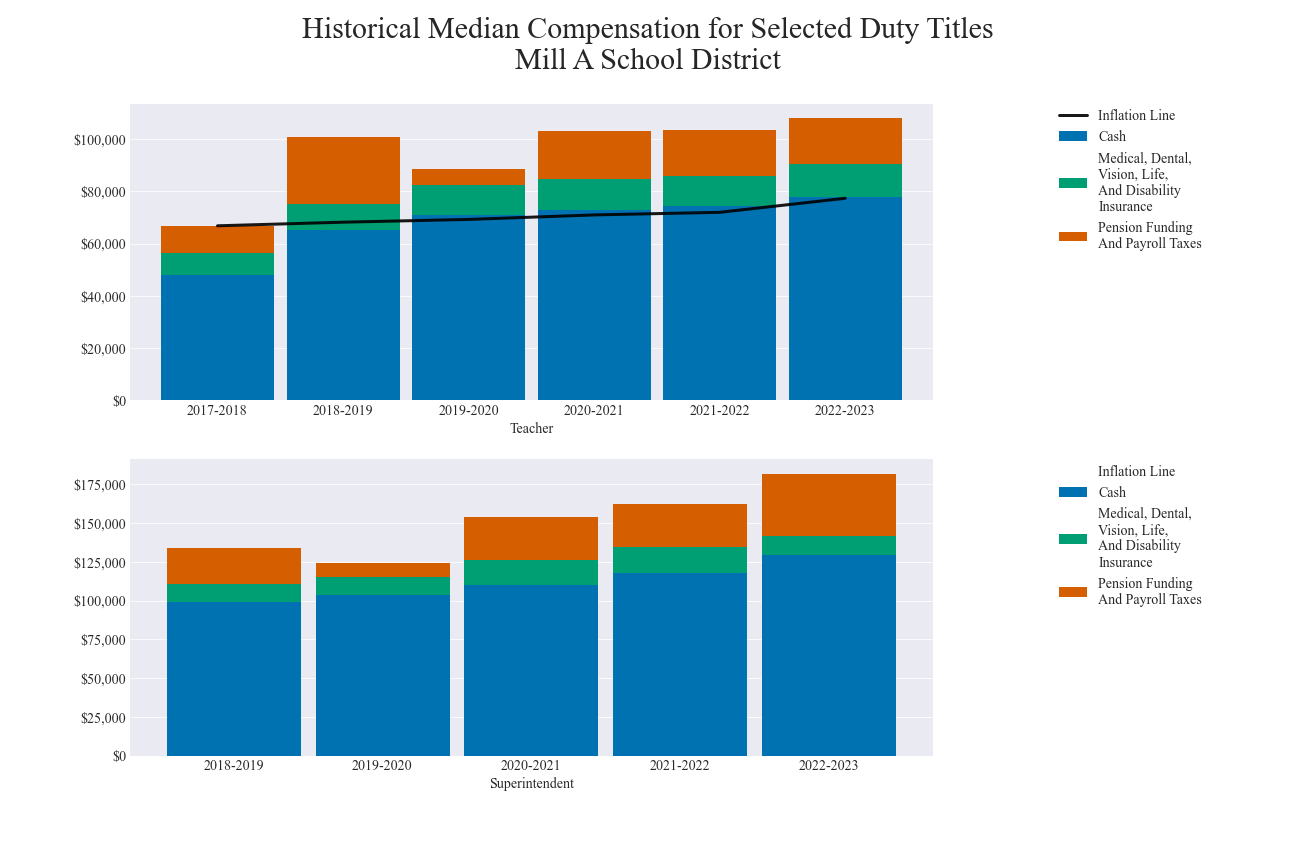 Historical Median Compensation for Selected Duty Titles
Mill A School District
$100,000
$80,000
$60,000
$40,000
$20,000
$0
2017-2018
2018-2019
2019-2020
2020-2021
2021-2022
2022-2023
Teacher
Inflation Line
Cash
Medical, Dental,
Vision, Life,
And Disability
Insurance
Pension Funding
And Payroll Taxes
$175,000
$150,000
$125,000
$100,000
$75,000
$50,000
$25,000
$0
2018-2019
2019-2020
2020-2021
2021-2022
2022-2023
Superintendent
Inflation Line
Cash
Medical, Dental,
Vision, Life,
And Disability
Insurance
Pension Funding
And Payroll Taxes